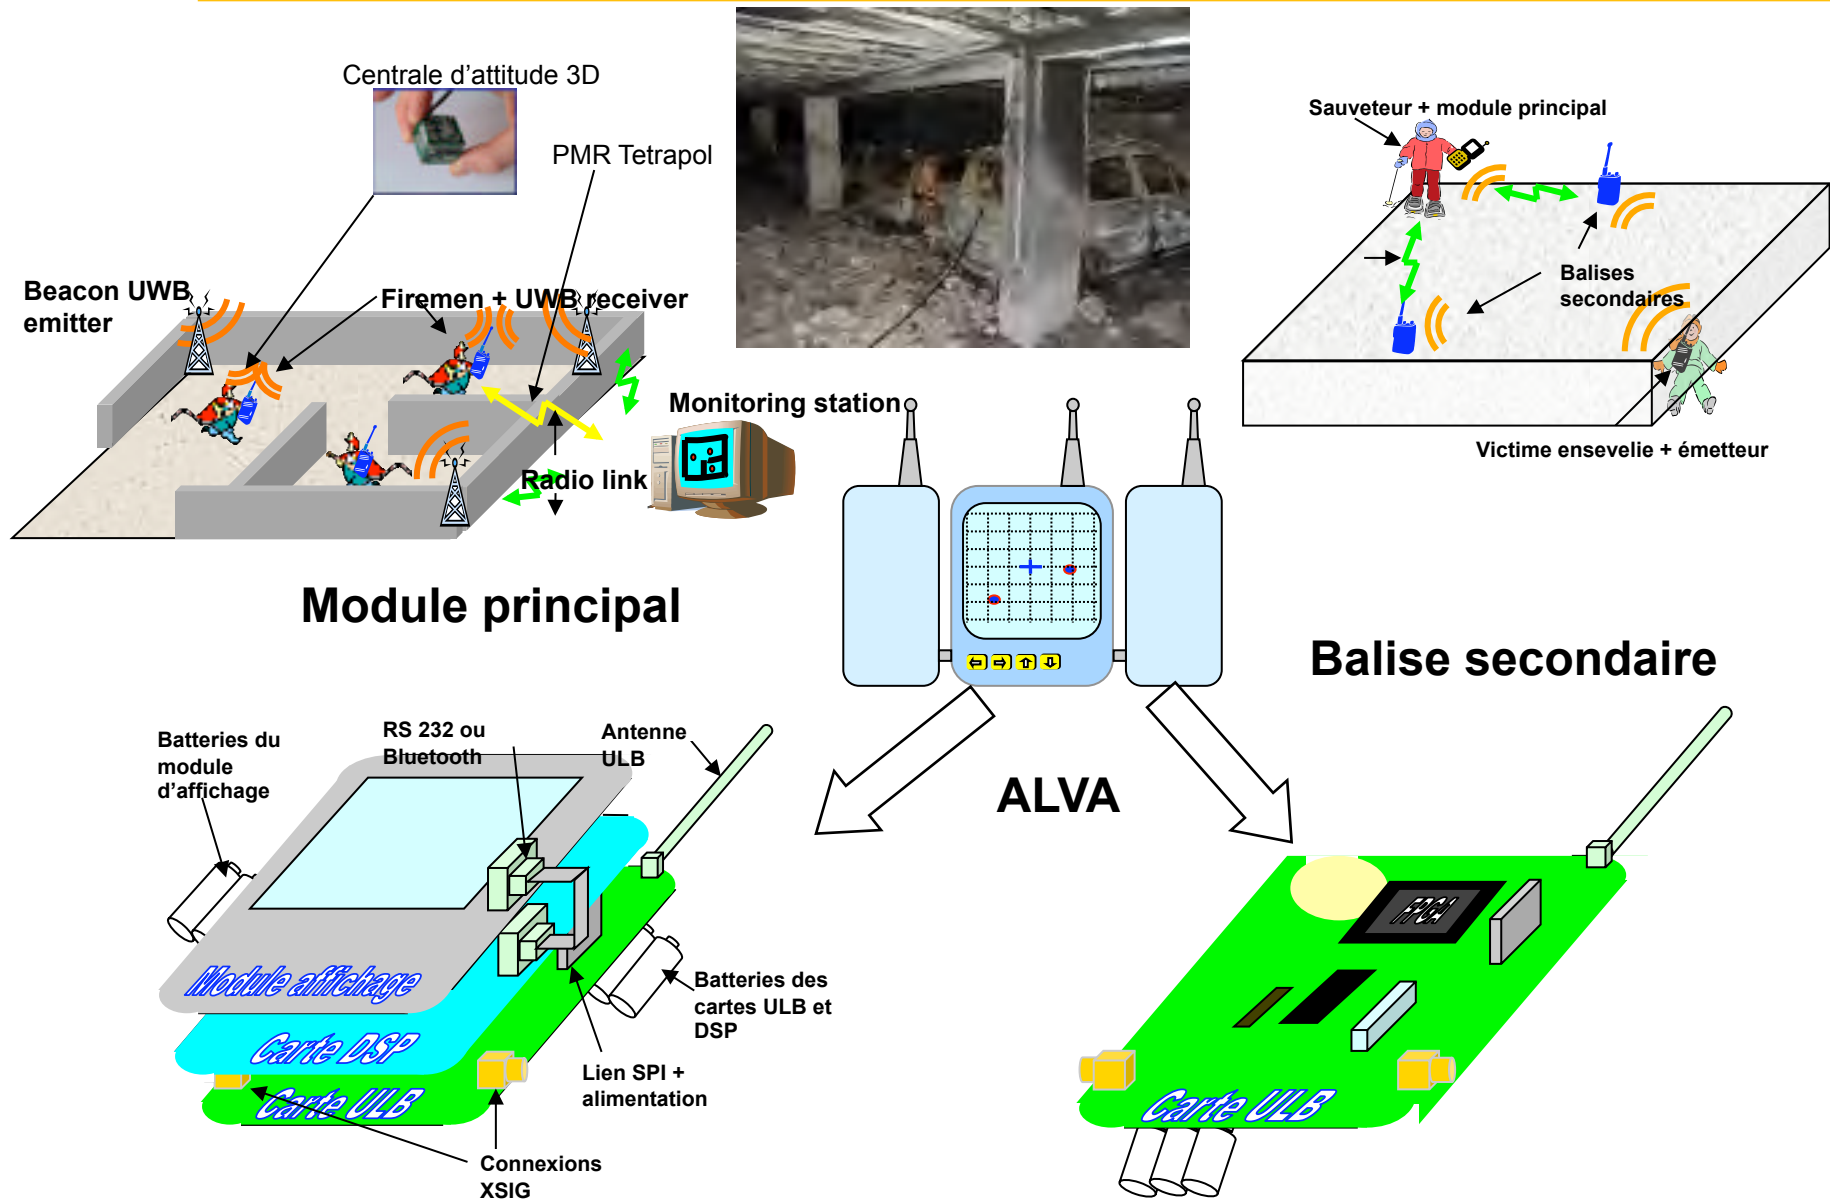 Centrale d'attitude 3D
PMR Tetrapol
Sauveteur + module principal
Beacon UWB
emitter
Firemen + UWB receiver
Balises
secondaires
Monitoring station
Radio link
Victime ensevelie + émetteur
Module principal
Balise secondaire
ALVA
Batteries du
module
d'affichage
RS 232 ou
Bluetooth
Antenne
ULB
Module affichage
Carte DSP
Carte ULB
Batteries des
cartes ULB et
DSP
Lien SPI +
alimentation
Connexions
XSIG
FPGA
Carte ULB